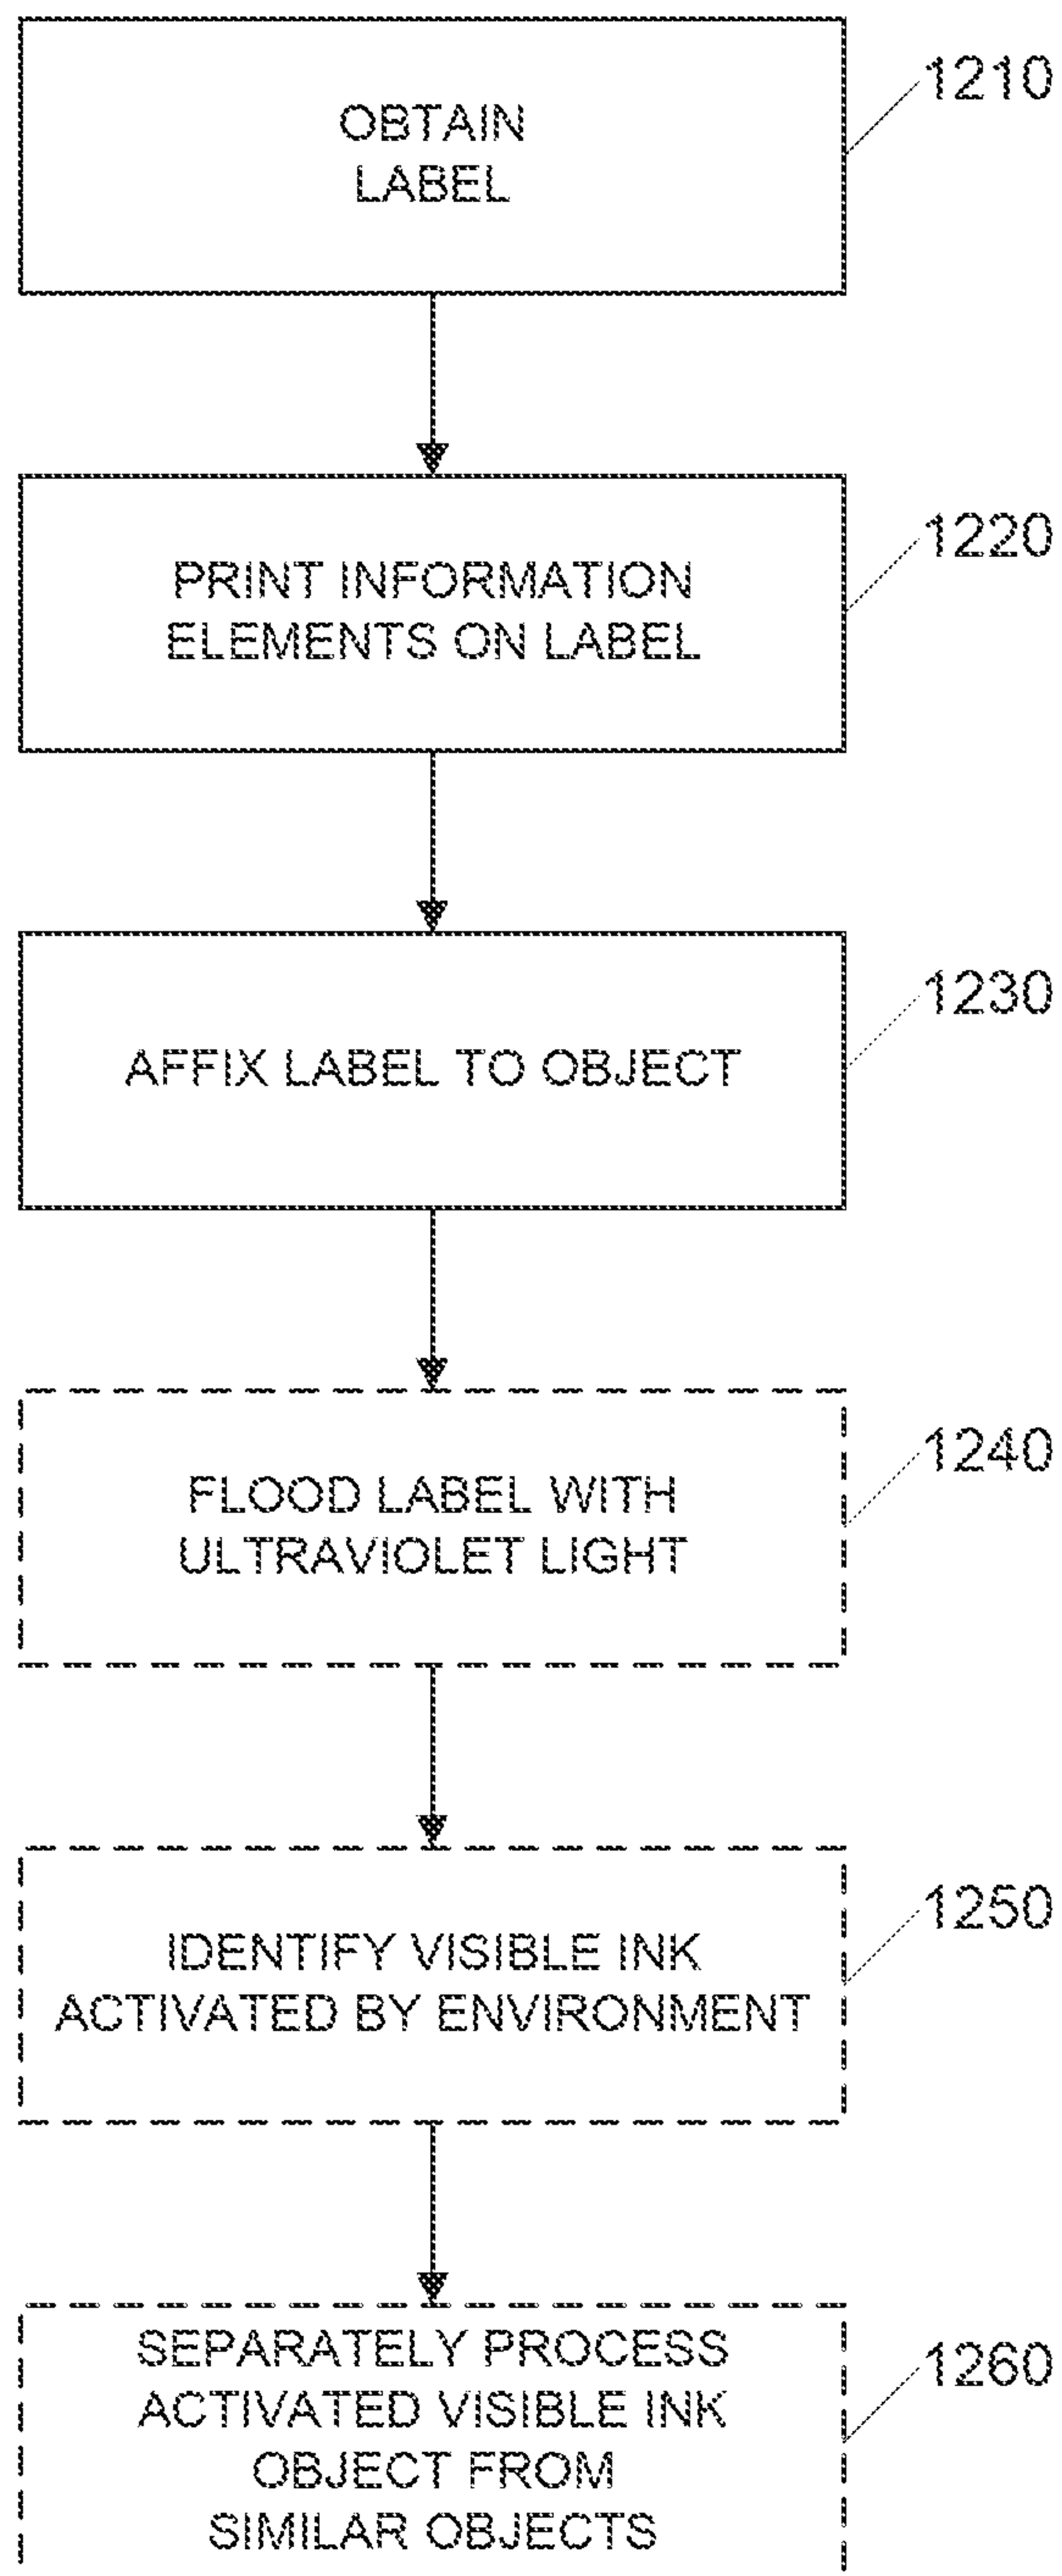 OBTAIN
LABEL
1210
PRINT INFORMATION
ELEMENTS ON LABEL
1220
AFFIX LABEL TO OBJECT
1230
FLOOD LABEL WITH
ULTRAVIOLET LIGHT
1240
IDENTIFY VISIBLE INK
ACTIVATED BY ENVIRONMENT
1250
SEPARATELY PROCESS
ACTIVATED VISIBLE INK
OBJECT FROM
SIMILAR OBJECTS
1260